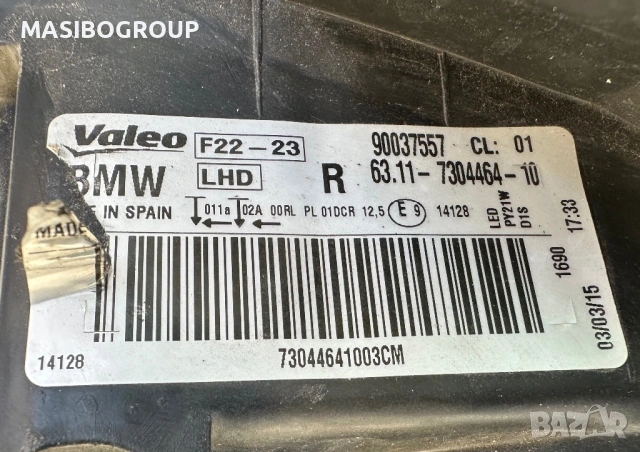 MASIBOGROUP
Valeo F22-23 90037557 CL: 01
BMW LHD R 63.11-7304464-10
MADE IN SPAIN 011a 02A 00RL PL 01DCR 12,5 E 9 14128
LED
PY21W
D1S
1690 17:33
03/03/15
14128 73044641003CM
BAZAR